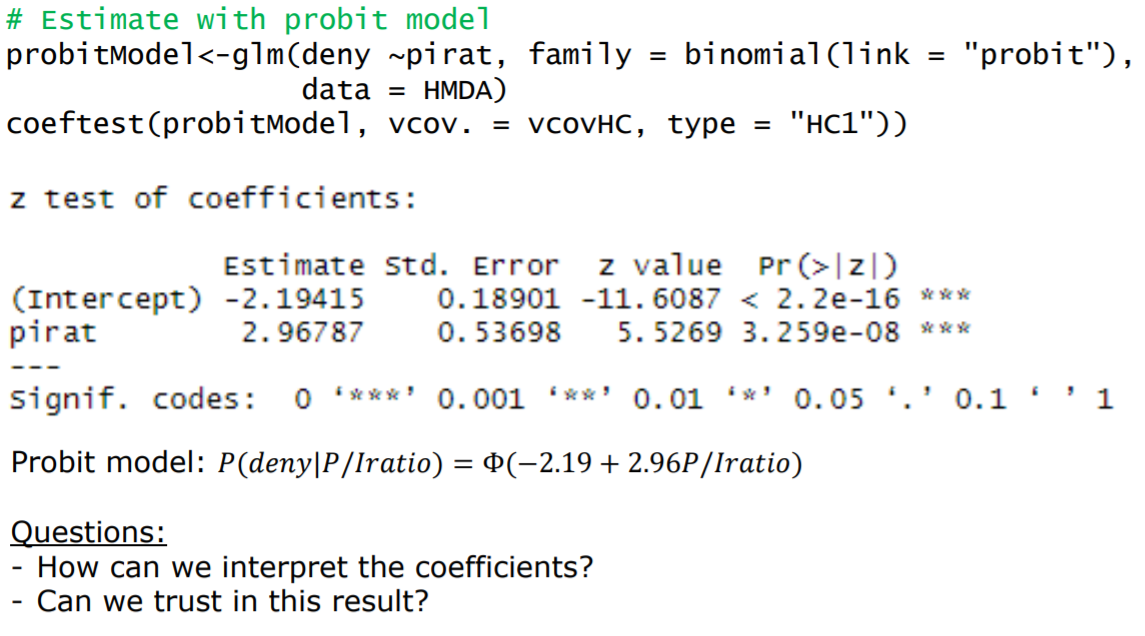 # Estimate with probit model
probitModel<-glm(deny ~pirat, family = binomial(link = "probit"),
data = HMDA)
coeftest(probitModel, vcov. = vcovHC, type = "HC1"))
z test of coefficients:
Estimate Std. Error z value Pr(>|z|)
(Intercept) -2.19415 0.18901 -11.6087 < 2.2e-16 ***
pirat 2.96787 0.53698 5.5269 3.259e-08 ***
---
Signif. codes: 0 ‘***’ 0.001 ‘**’ 0.01 ‘*’ 0.05 ‘.’ 0.1 ‘ ’ 1
Probit model: P(deny|P/Iratio) = Φ(−2.19 + 2.96P/Iratio)
Questions:
- How can we interpret the coefficients?
- Can we trust in this result?